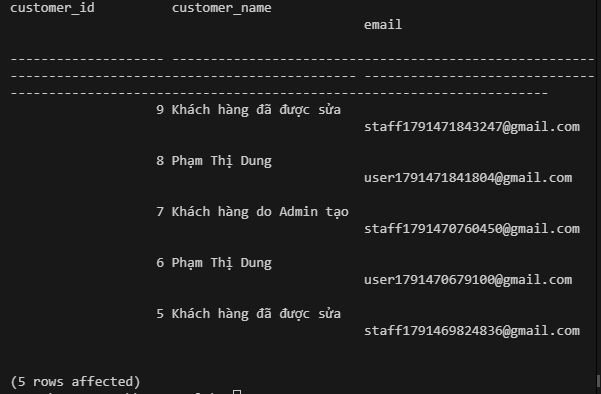 customer_id customer_name
email
-------------------- ------------------------------------------------------
--------------------------------------------- ------------------------------
----------------------------------------------------------------------
9 Khách hàng đã được sửa
staff1791471843247@gmail.com
8 Phạm Thị Dung
user1791471841804@gmail.com
7 Khách hàng do Admin tạo
staff1791470760450@gmail.com
6 Phạm Thị Dung
user1791470679100@gmail.com
5 Khách hàng đã được sửa
staff1791469824836@gmail.com
(5 rows affected)